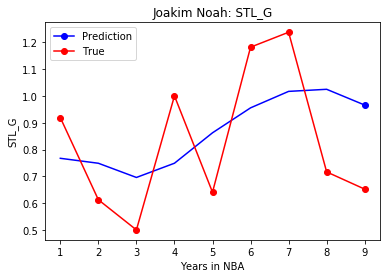 Joakim Noah: STL_G
Prediction
True
STL_G
1.2
1.1
1.0
0.9
0.8
0.7
0.6
0.5
1 2 3 4 5 6 7 8 9
Years in NBA